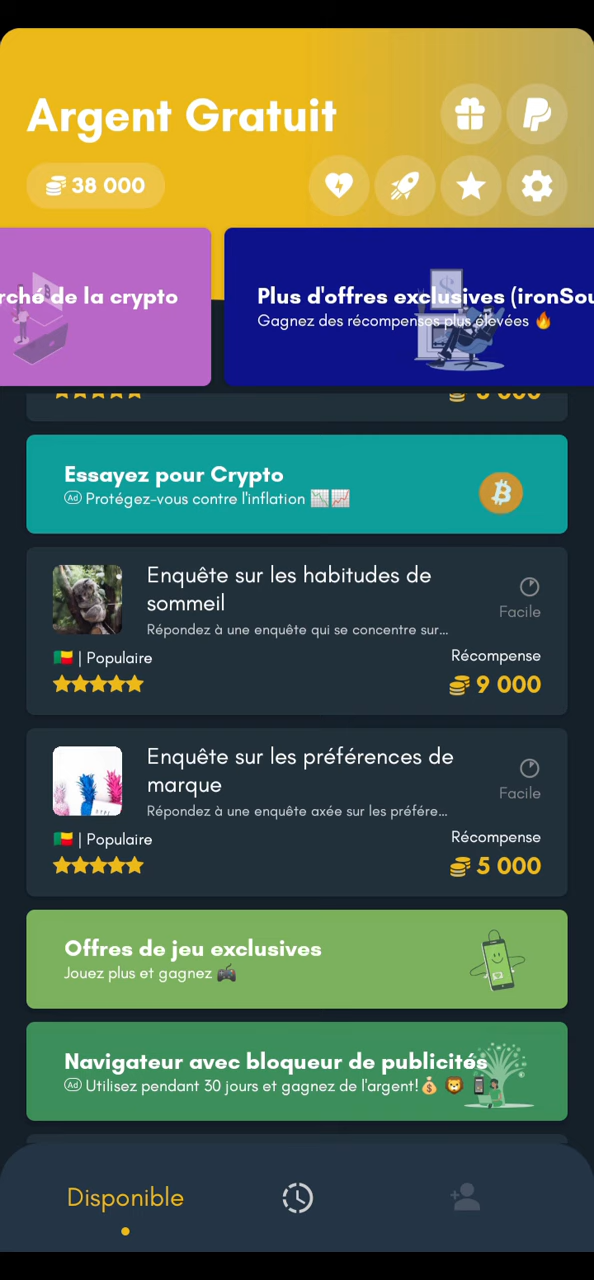 Argent Gratuit
38 000
rché de la crypto
Plus d'offres exclusives (ironSou
Gagnez des récompenses plus élevées 🔥
Essayez pour Crypto
Ad Protégez-vous contre l'inflation 📉📈
Enquête sur les habitudes de
sommeil
Facile
Répondez à une enquête qui se concentre sur...
🇧🇯 | Populaire
Récompense
9 000
Enquête sur les préférences de
marque
Facile
Répondez à une enquête axée sur les préfére...
🇧🇯 | Populaire
Récompense
5 000
Offres de jeu exclusives
Jouez plus et gagnez 🎮
Navigateur avec bloqueur de publicités
Ad Utilisez pendant 30 jours et gagnez de l'argent!💰 🦁 📱
Disponible